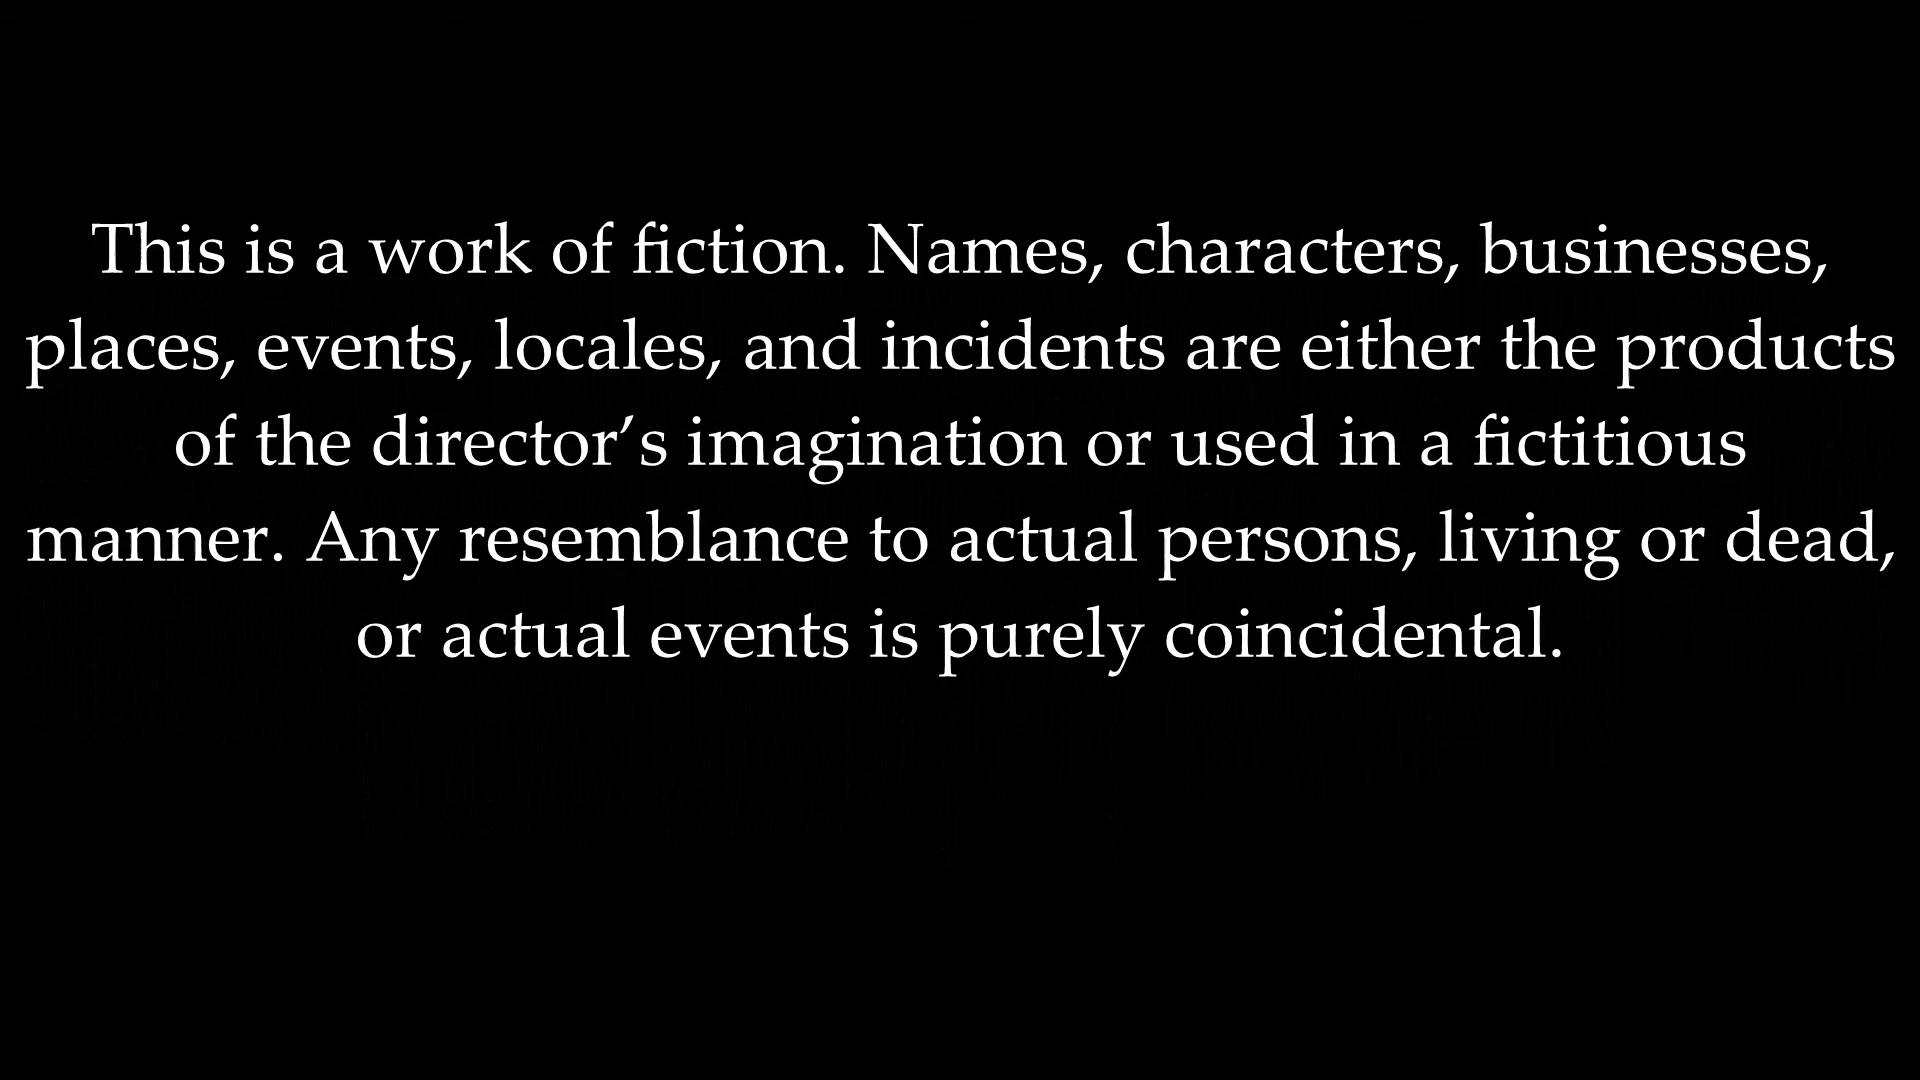 This is a work of fiction. Names, characters, businesses,
places, events, locales, and incidents are either the products
of the director’s imagination or used in a fictitious
manner. Any resemblance to actual persons, living or dead,
or actual events is purely coincidental.